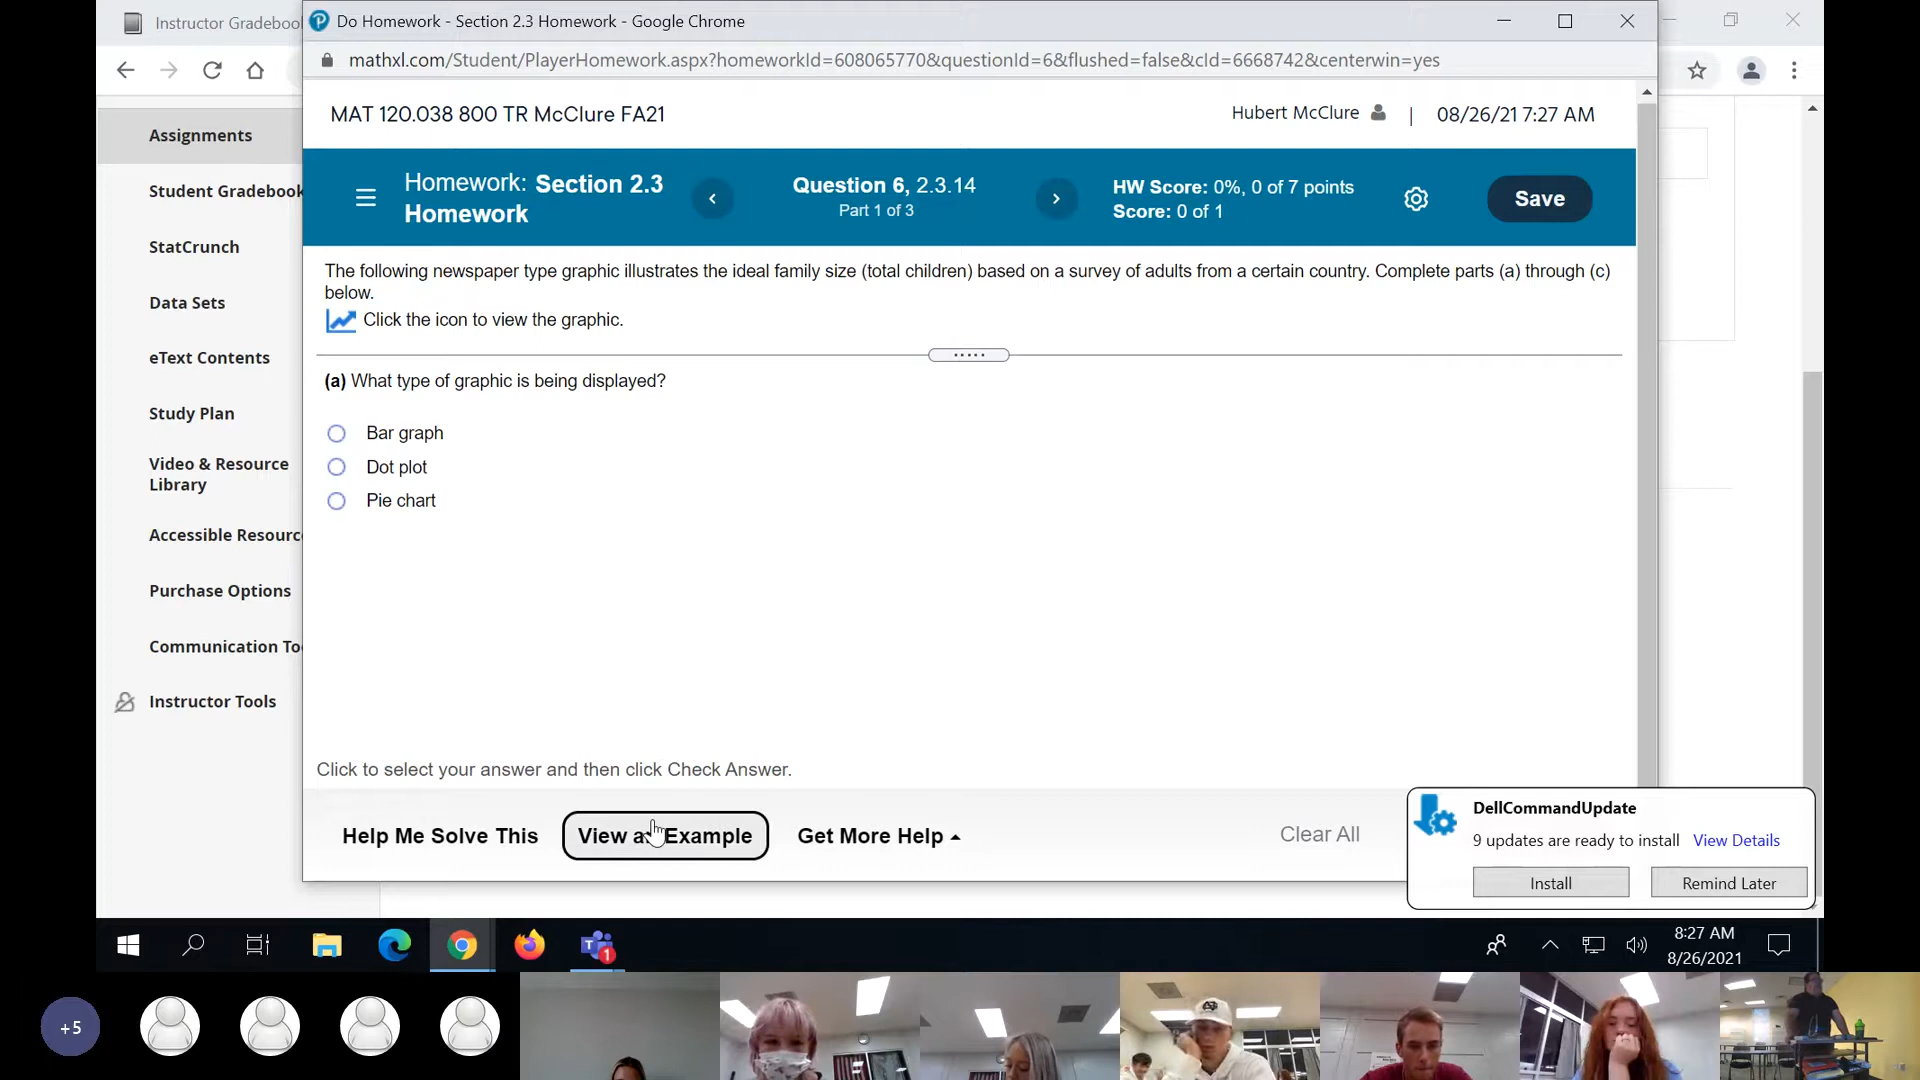 Instructor Gradeboo
Do Homework - Section 2.3 Homework - Google Chrome
mathxl.com/Student/PlayerHomework.aspx?homeworkId=608065770&questionId=6&flushed=false&cId=6668742&centerwin=yes
MAT 120.038 800 TR McClure FA21
Hubert McClure | 08/26/21 7:27 AM
Assignments
Student Gradebook
StatCrunch
Data Sets
eText Contents
Study Plan
Video & Resource
Library
Accessible Resourc
Purchase Options
Communication To
Instructor Tools
Homework: Section 2.3
Homework
Question 6, 2.3.14
Part 1 of 3
HW Score: 0%, 0 of 7 points
Score: 0 of 1
Save
The following newspaper type graphic illustrates the ideal family size (total children) based on a survey of adults from a certain country. Complete parts (a) through (c)
below.
Click the icon to view the graphic.
(a) What type of graphic is being displayed?
Bar graph
Dot plot
Pie chart
Click to select your answer and then click Check Answer.
Help Me Solve This
View a Example
Get More Help
Clear All
DellCommandUpdate
9 updates are ready to install View Details
Install
Remind Later
8:27 AM
8/26/2021
1
+5